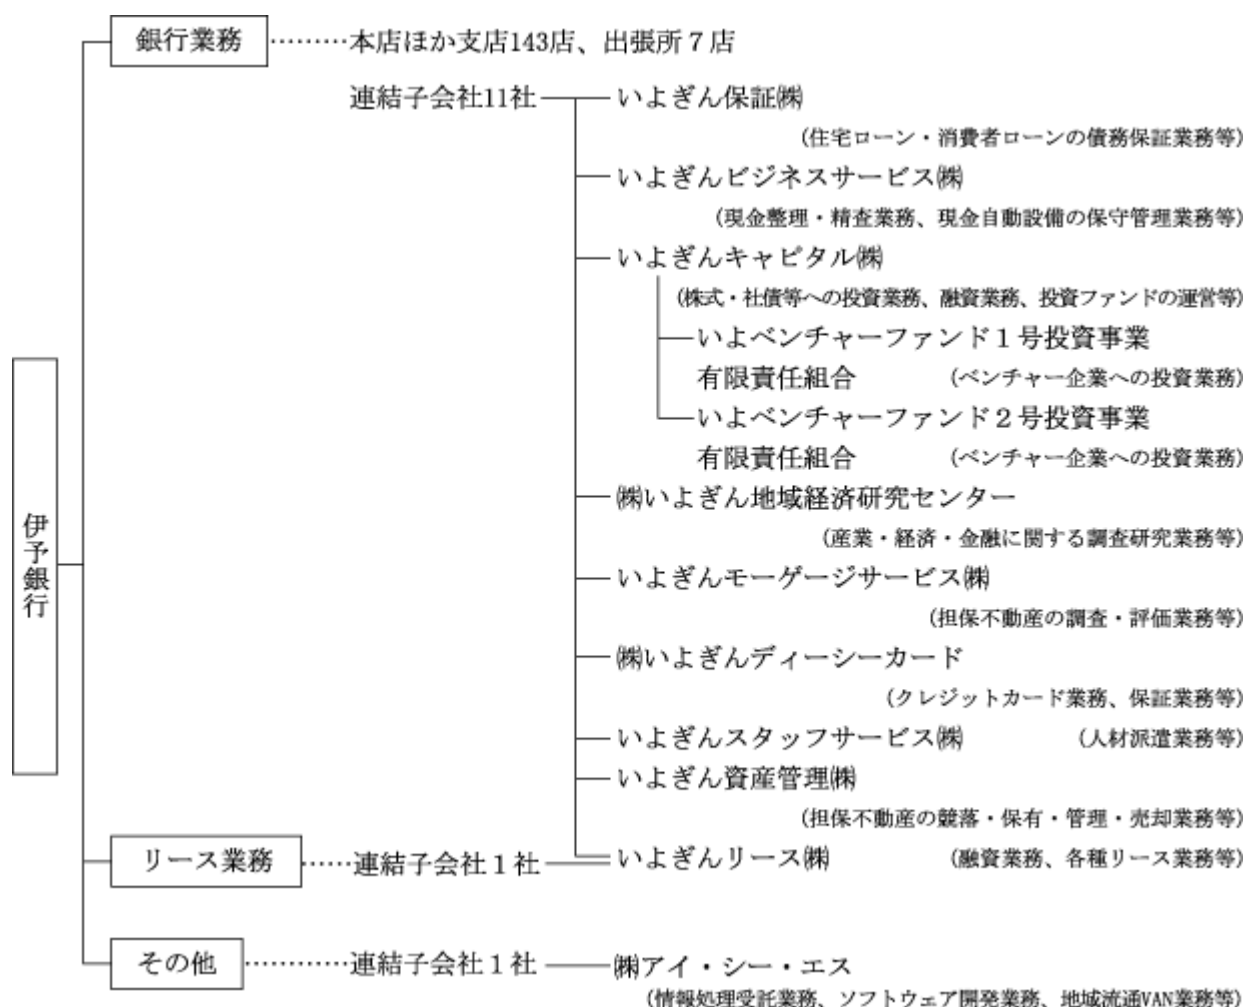 銀行業務………本店ほか支店143店、出張所７店
連結子会社11社 いよぎん保証㈱
(住宅ローン・消費者ローンの債務保証業務等)
いよぎんビジネスサービス㈱
(現金整理・精査業務、現金自動設備の保守管理業務等)
いよぎんキャピタル㈱
(株式・社債等への投資業務、融資業務、投資ファンドの運営等)
いよベンチャーファンド１号投資事業
有限責任組合 (ベンチャー企業への投資業務)
いよベンチャーファンド２号投資事業
有限責任組合 (ベンチャー企業への投資業務)
㈱いよぎん地域経済研究センター
(産業・経済・金融に関する調査研究業務等)
伊予銀行
いよぎんモーゲージサービス㈱
(担保不動産の調査・評価業務等)
㈱いよぎんディーシーカード
(クレジットカード業務、保証業務等)
いよぎんスタッフサービス㈱ (人材派遣業務等)
いよぎん資産管理㈱
(担保不動産の競落・保有・管理・売却業務等)
リース業務……連結子会社１社 いよぎんリース㈱ (融資業務、各種リース業務等)
その他…………連結子会社１社 ㈱アイ・シー・エス
(情報処理受託業務、ソフトウェア開発業務、地域流通VAN業務等)